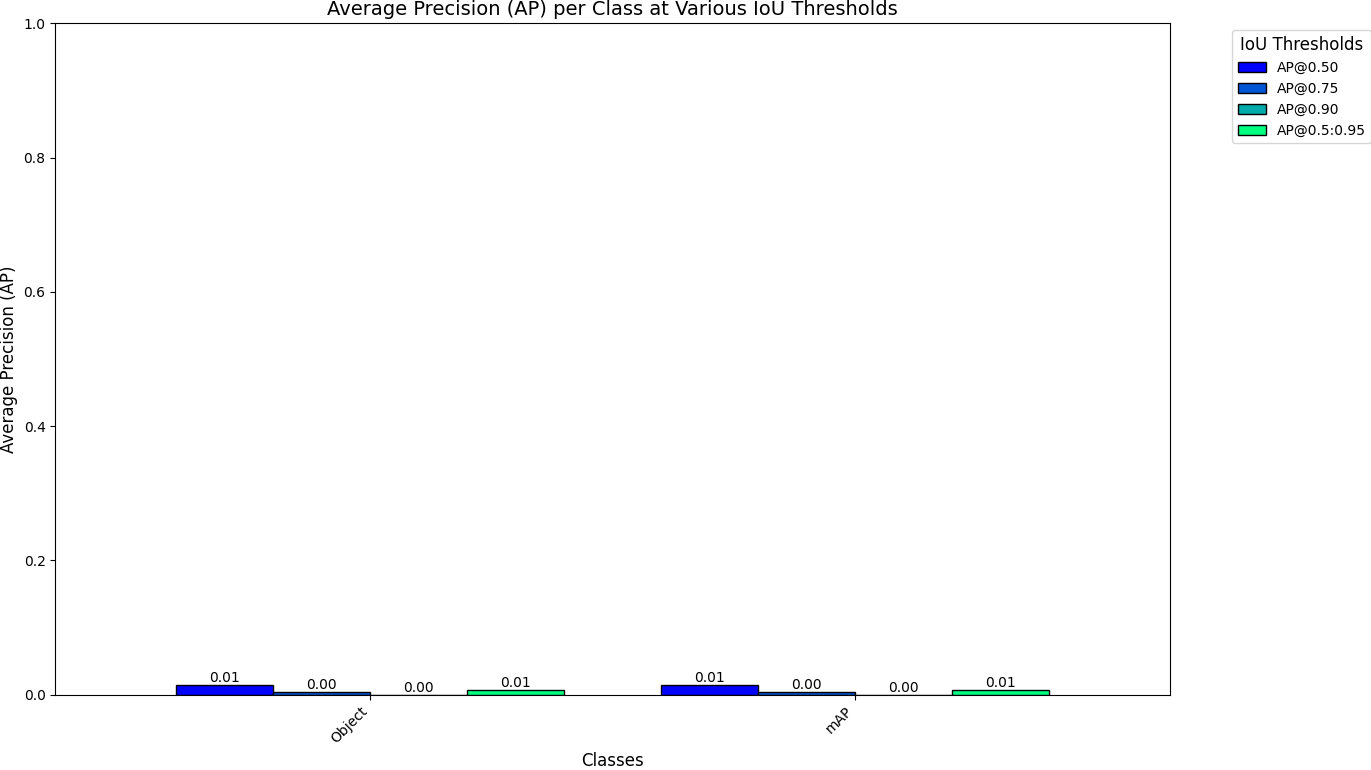 Average Precision (AP) per Class at Various IoU Thresholds
Average Precision (AP)
1.0
0.8
0.6
0.4
0.2
0.0
0.01
0.00
0.00
0.01
0.01
0.00
0.00
0.01
Object
mAP
Classes
IoU Thresholds
AP@0.50
AP@0.75
AP@0.90
AP@0.5:0.95